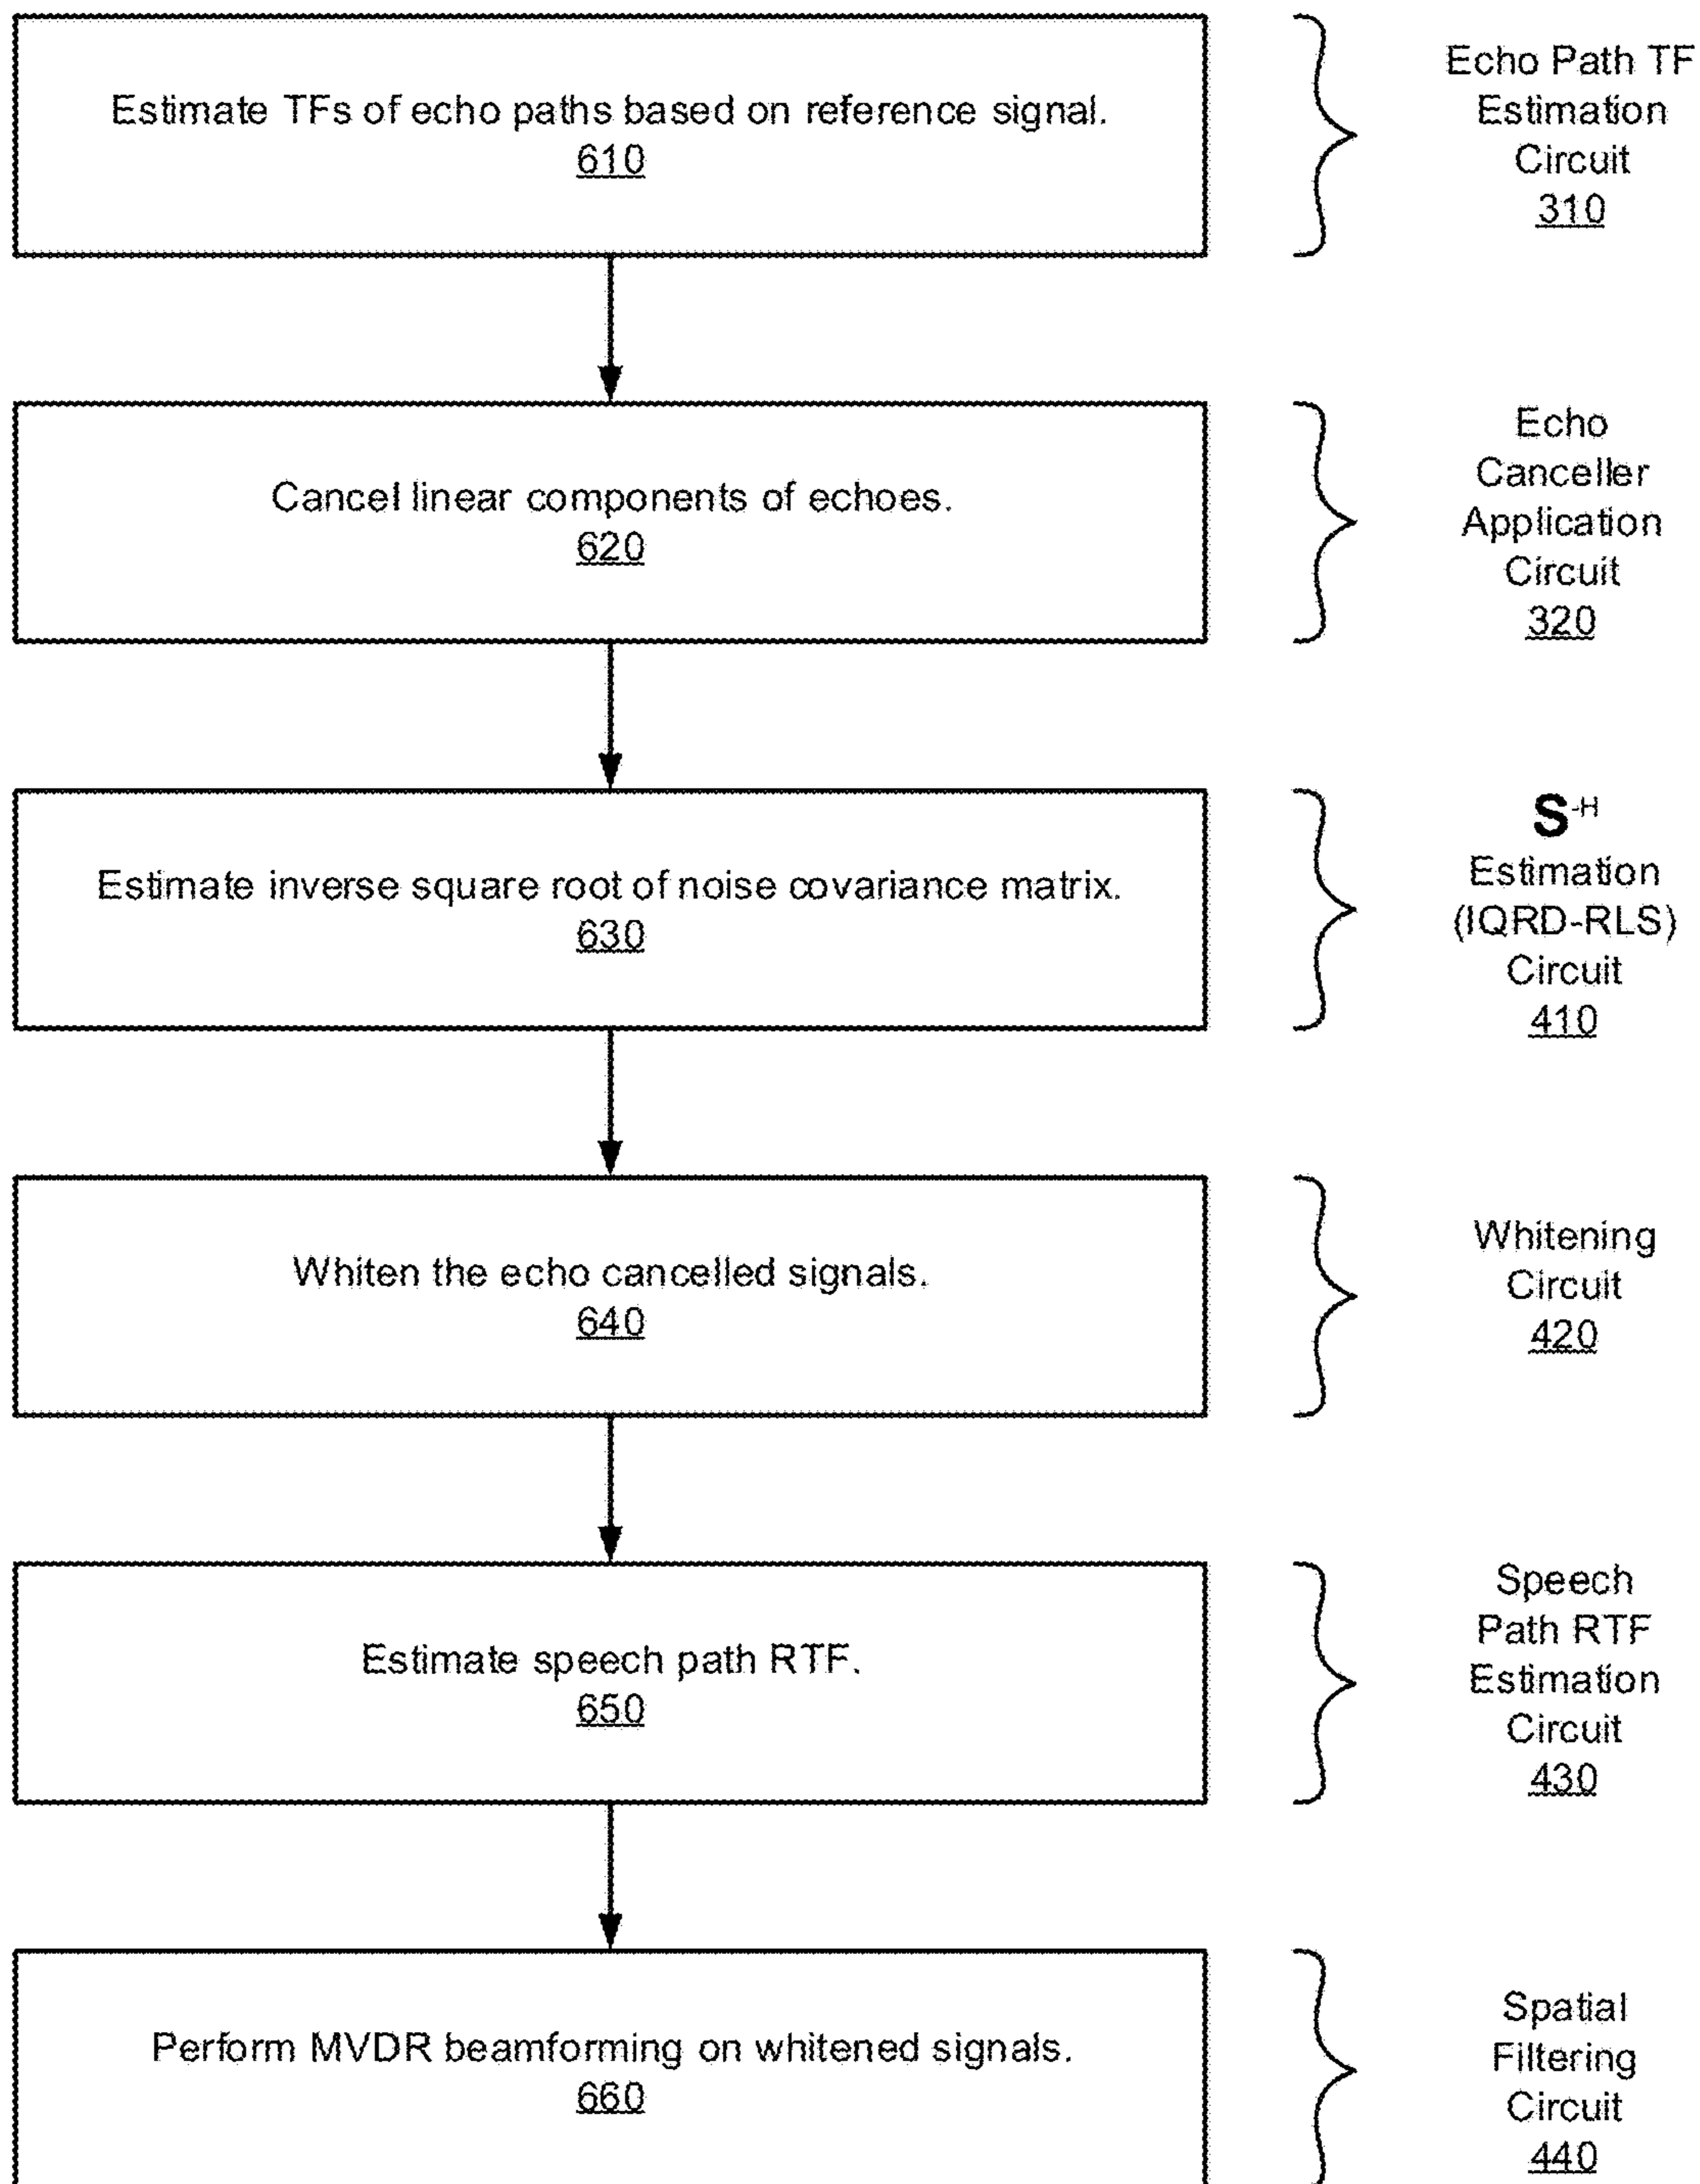 Estimate TFs of echo paths based on reference signal.
610
Echo Path TF
Estimation
Circuit
310
Cancel linear components of echoes.
620
Echo
Canceller
Application
Circuit
320
Estimate inverse square root of noise covariance matrix.
630
S-H
Estimation
(IQRD-RLS)
Circuit
410
Whiten the echo cancelled signals.
640
Whitening
Circuit
420
Estimate speech path RTF.
650
Speech
Path RTF
Estimation
Circuit
430
Perform MVDR beamforming on whitened signals.
660
Spatial
Filtering
Circuit
440